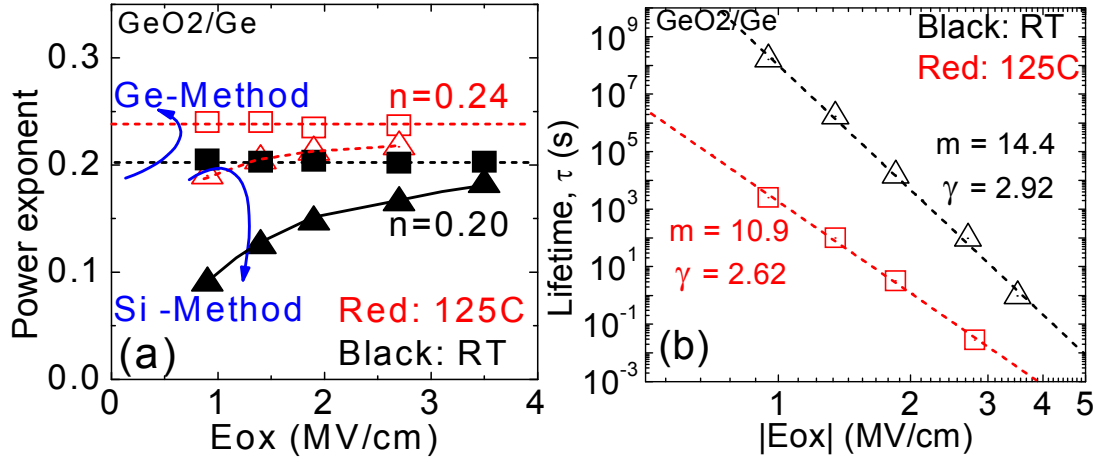 GeO2/Ge
0.3
Ge-Method
n=0.24
0.2
n=0.20
0.1
Si -Method
Red: 125C
(a)
Black: RT
0.0
0 1 2 3 4
Eox (MV/cm)
Power exponent
GeO2/Ge
Black: RT
Red: 125C
10^9
10^7
10^5
10^3
10^1
10^-1
10^-3
m = 14.4
γ = 2.92
m = 10.9
γ = 2.62
(b)
1 2 3 4 5
|Eox| (MV/cm)
Lifetime, τ (s)